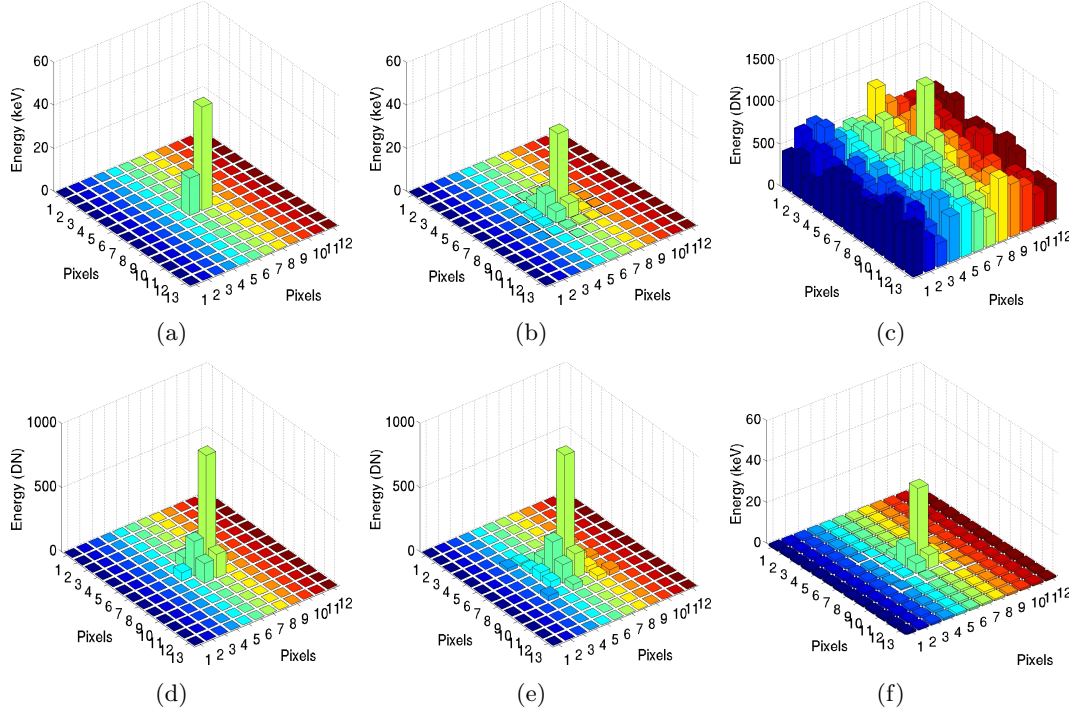 60
40
20
0
Energy (keV)
1 2 3 4 5 6 7 8 9 10 11 12 13
Pixels
1 2 3 4 5 6 7 8 9 10 11 12
Pixels
(a)
60
40
20
0
Energy (keV)
1 2 3 4 5 6 7 8 9 10 11 12 13
Pixels
1 2 3 4 5 6 7 8 9 10 11 12
Pixels
(b)
1500
1000
500
0
Energy (DN)
1 2 3 4 5 6 7 8 9 10 11 12 13
Pixels
1 2 3 4 5 6 7 8 9 10 11 12
Pixels
(c)
1000
500
0
Energy (DN)
1 2 3 4 5 6 7 8 9 10 11 12 13
Pixels
1 2 3 4 5 6 7 8 9 10 11 12
Pixels
(d)
1000
500
0
Energy (DN)
1 2 3 4 5 6 7 8 9 10 11 12 13
Pixels
1 2 3 4 5 6 7 8 9 10 11 12
Pixels
(e)
60
40
20
0
Energy (keV)
1 2 3 4 5 6 7 8 9 10 11 12 13
Pixels
1 2 3 4 5 6 7 8 9 10 11 12
Pixels
(f)